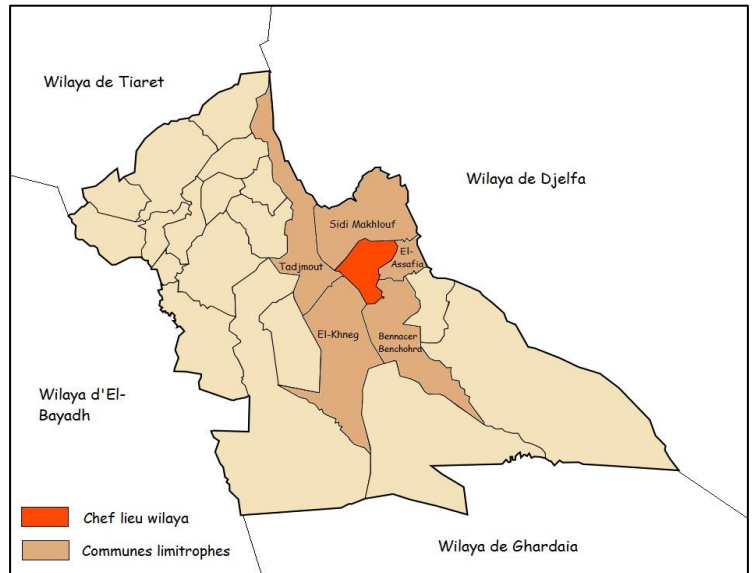 Wilaya de Tiaret
Wilaya de Djelfa
Sidi Makhlouf
El-
Assafia
Tadjmout
El-Khneg
Bennacer
Benchohra
Wilaya d'El-
Bayadh
Chef lieu wilaya
Communes limitrophes
Wilaya de Ghardaia